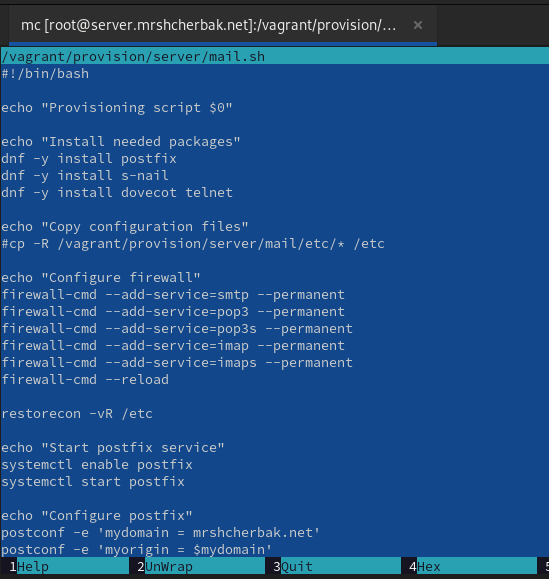 mc [root@server.mrshcherbak.net]:/vagrant/provision/... ×
/vagrant/provision/server/mail.sh
#!/bin/bash
echo "Provisioning script $0"
echo "Install needed packages"
dnf -y install postfix
dnf -y install s-nail
dnf -y install dovecot telnet
echo "Copy configuration files"
#cp -R /vagrant/provision/server/mail/etc/* /etc
echo "Configure firewall"
firewall-cmd --add-service=smtp --permanent
firewall-cmd --add-service=pop3 --permanent
firewall-cmd --add-service=pop3s --permanent
firewall-cmd --add-service=imap --permanent
firewall-cmd --add-service=imaps --permanent
firewall-cmd --reload
restorecon -vR /etc
echo "Start postfix service"
systemctl enable postfix
systemctl start postfix
echo "Configure postfix"
postconf -e 'mydomain = mrshcherbak.net'
postconf -e 'myorigin = $mydomain'
1Help 2UnWrap 3Quit 4Hex 5